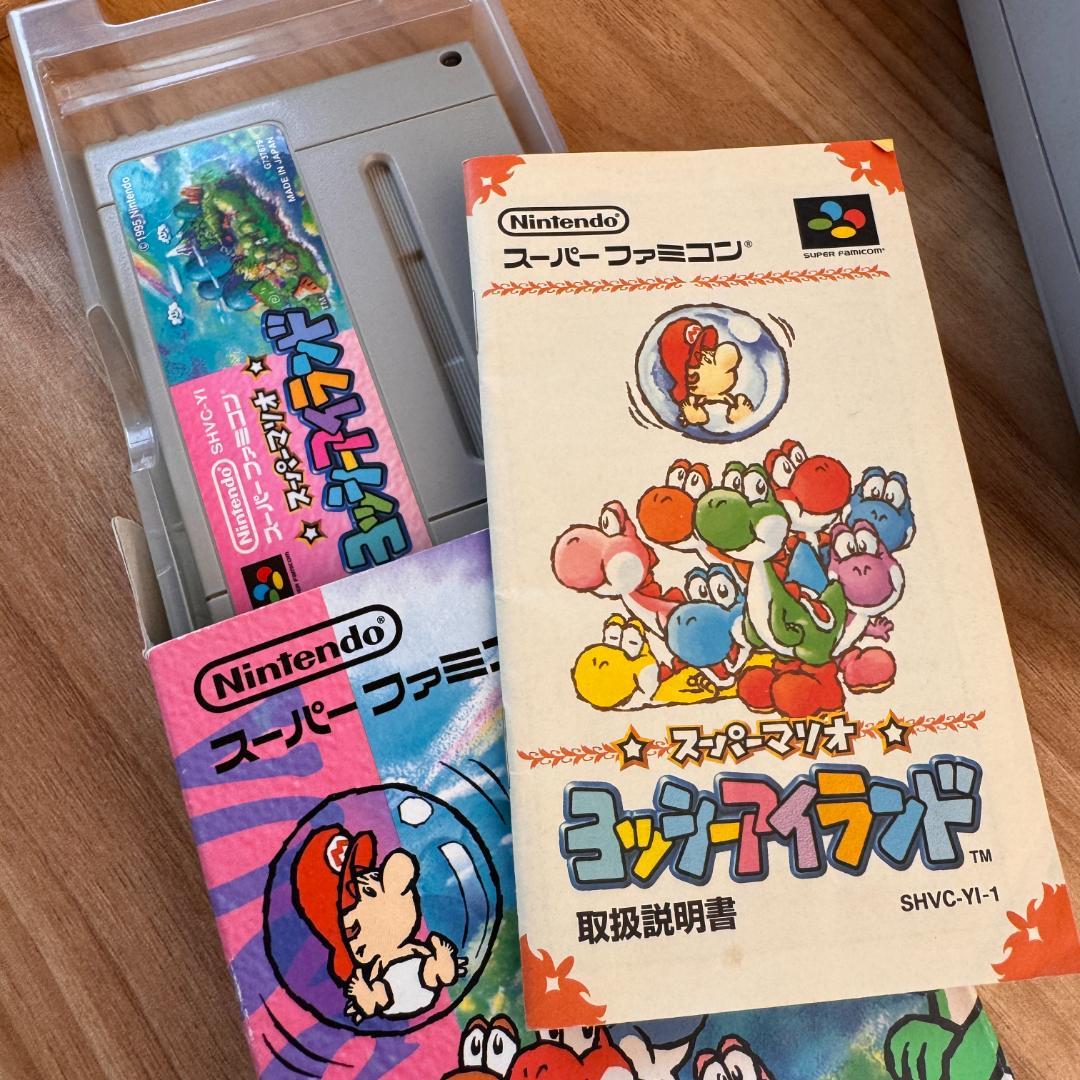 ©1995 Nintendo
MADE IN JAPAN
G737679
TM
スーパーマリオ
ヨッシーアイランド
Nintendo SHVC-YI
スーパーファミコン
Nintendo®
スーパーファミ
Nintendo®
スーパーファミコン®
SUPER FAMICOM®
スーパーマリオ
ヨッシーアイランド
TM
SHVC-YI-1
取扱説明書